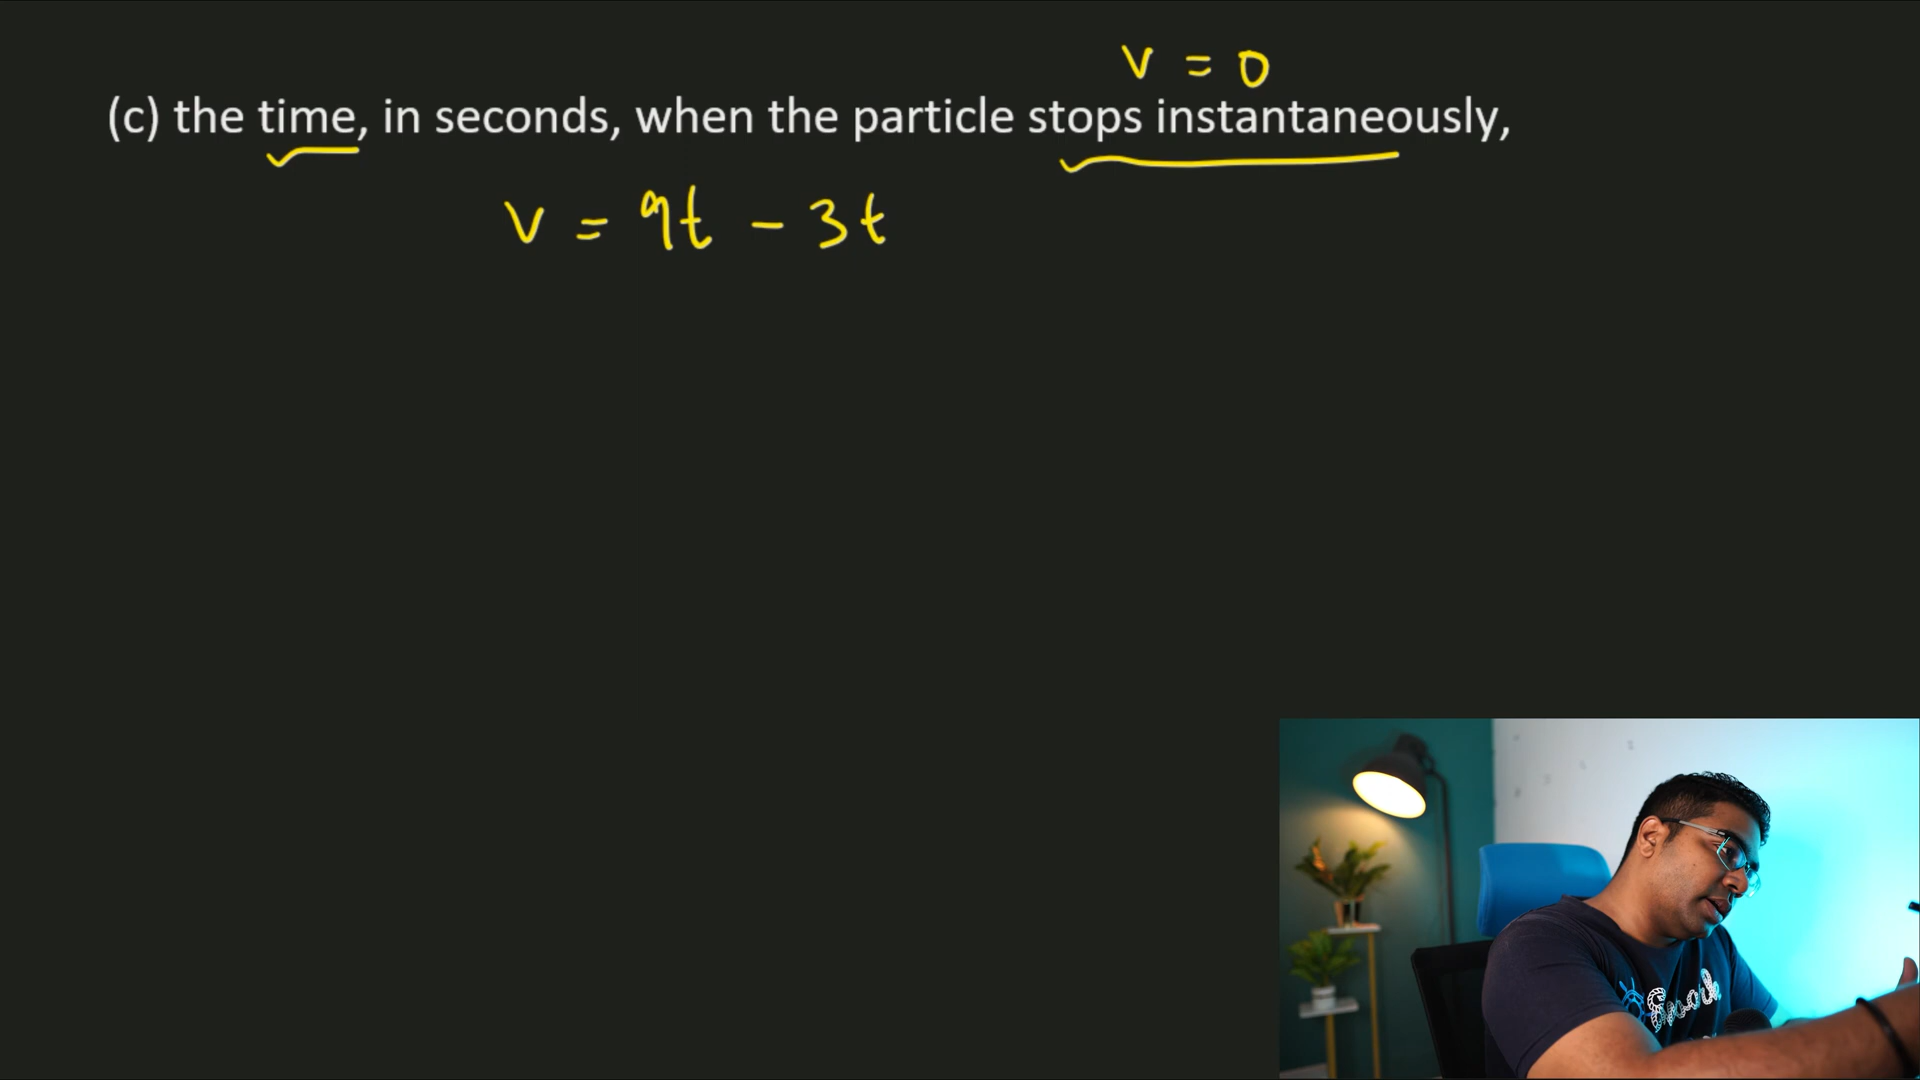 v = 0
(c) the time, in seconds, when the particle stops instantaneously,
v = 9t - 3t